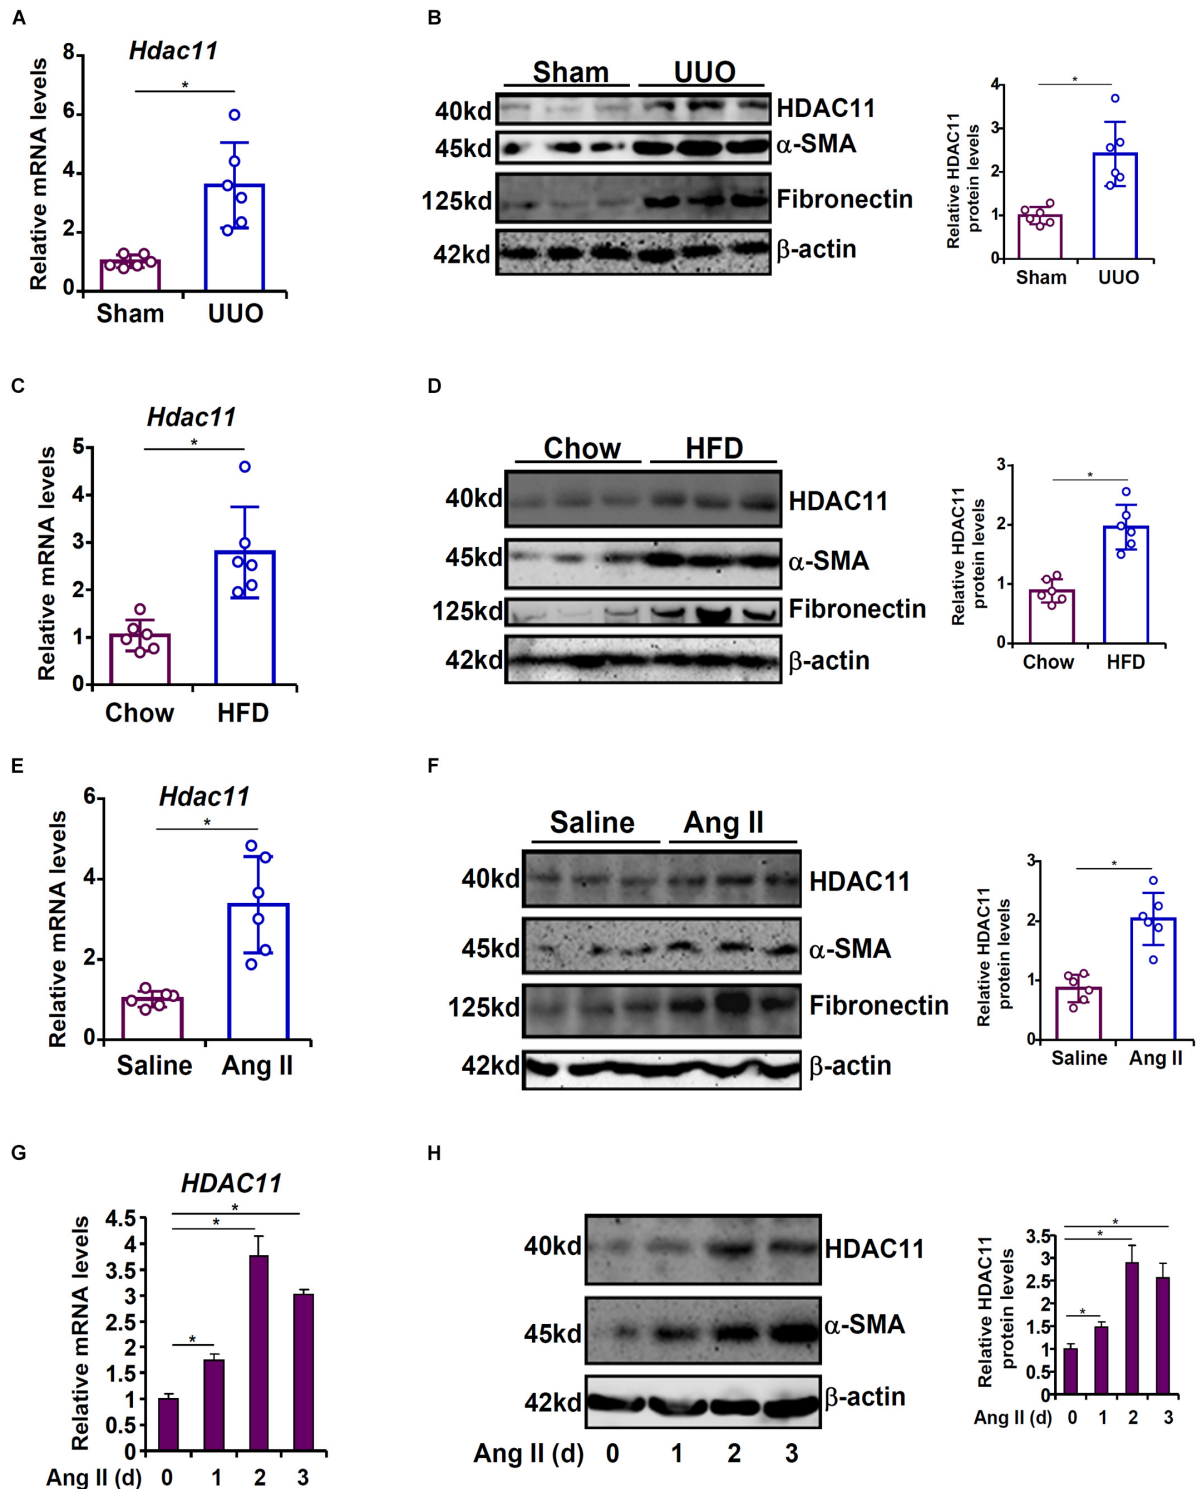 A
Hdac11
Relative mRNA levels
8
6
4
2
0
*
Sham UUO
B
Sham UUO
40kd HDAC11
45kd α-SMA
125kd Fibronectin
42kd β-actin
Relative HDAC11
protein levels
4
3
2
1
0
*
Sham UUO
C
Hdac11
Relative mRNA levels
5
4
3
2
1
0
*
Chow HFD
D
Chow HFD
40kd HDAC11
45kd α-SMA
125kd Fibronectin
42kd β-actin
Relative HDAC11
protein levels
3
2
1
0
*
Chow HFD
E
Hdac11
Relative mRNA levels
6
4
2
0
*
Saline Ang II
F
Saline Ang II
40kd HDAC11
45kd α-SMA
125kd Fibronectin
42kd β-actin
Relative HDAC11
protein levels
3
2
1
0
*
Saline Ang II
G
HDAC11
Relative mRNA levels
4.5
4
3.5
3
2.5
2
1.5
1
0.5
0
*
*
*
Ang II (d) 0 1 2 3
H
40kd HDAC11
45kd α-SMA
42kd β-actin
Ang II (d) 0 1 2 3
Relative HDAC11
protein levels
3.5
3
2.5
2
1.5
1
0.5
0
*
*
*
Ang II (d) 0 1 2 3